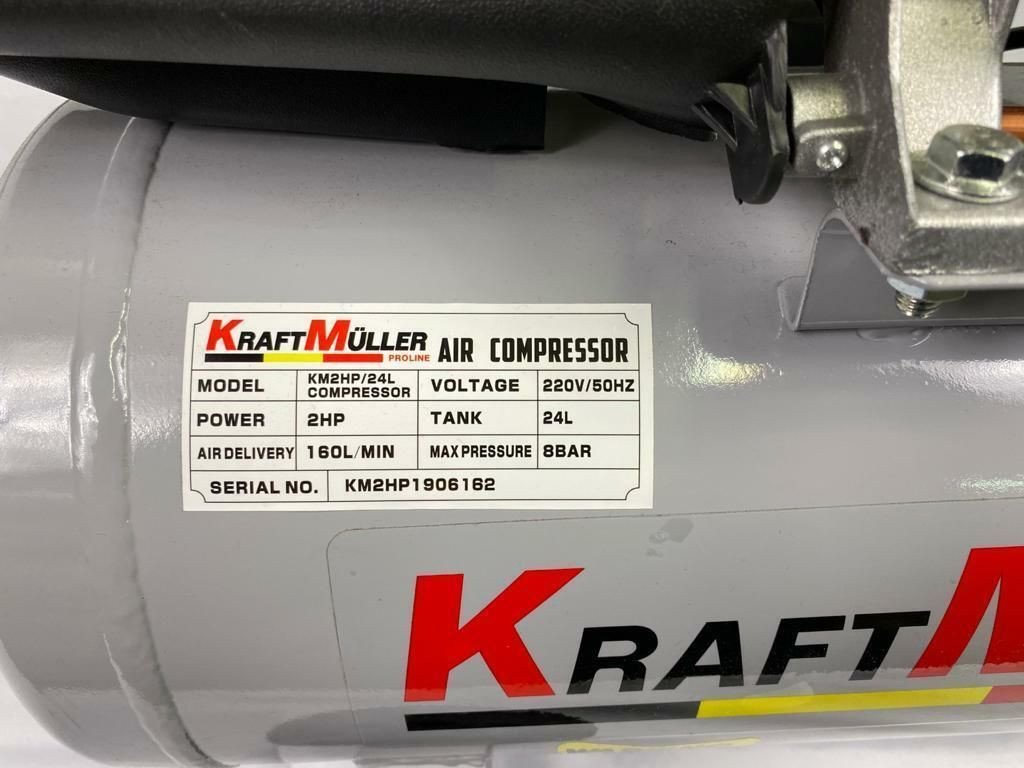 KRAFTMÜLLER
PROLINE AIR COMPRESSOR
MODEL KM2HP/24L COMPRESSOR VOLTAGE 220V/50HZ
POWER 2HP TANK 24L
AIR DELIVERY 160L/MIN MAX PRESSURE 8BAR
SERIAL NO. KM2HP1906162
KRAFTM